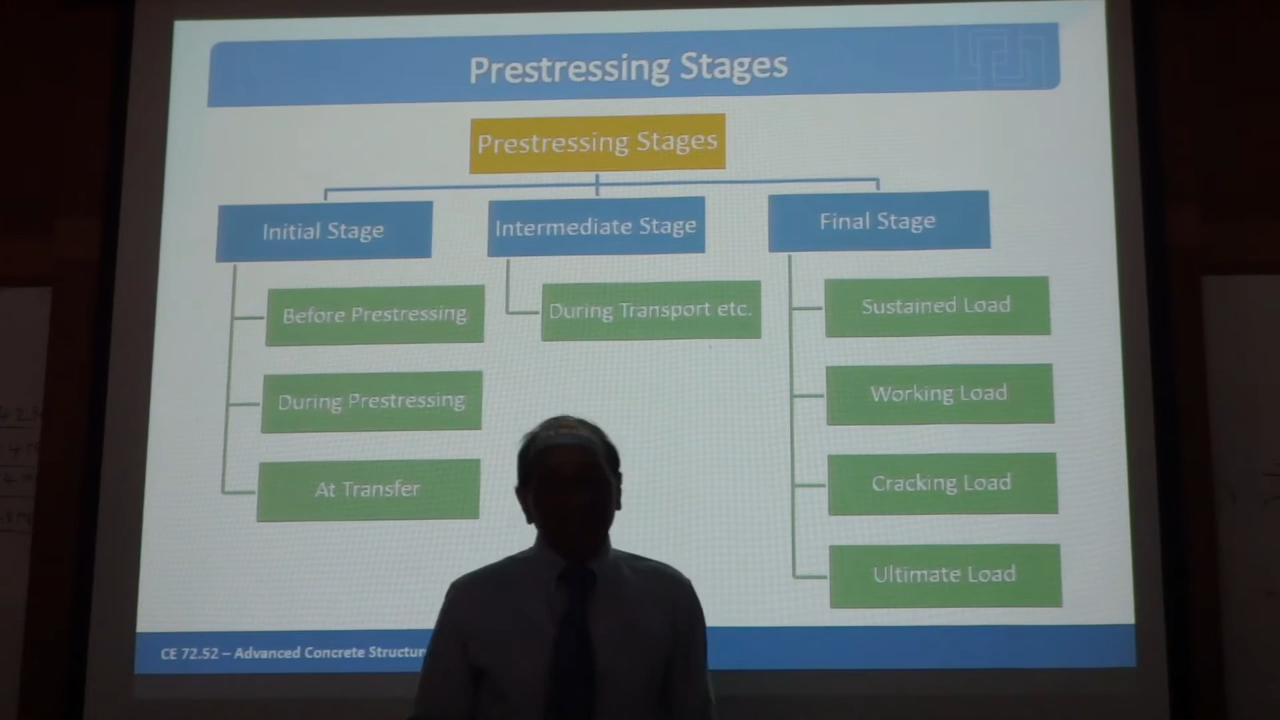 Prestressing Stages
Prestressing Stages
Initial Stage
Intermediate Stage
Final Stage
Before Prestressing
During Transport etc.
Sustained Load
During Prestressing
Working Load
At Transfer
Cracking Load
Ultimate Load
CE 72.52 – Advanced Concrete